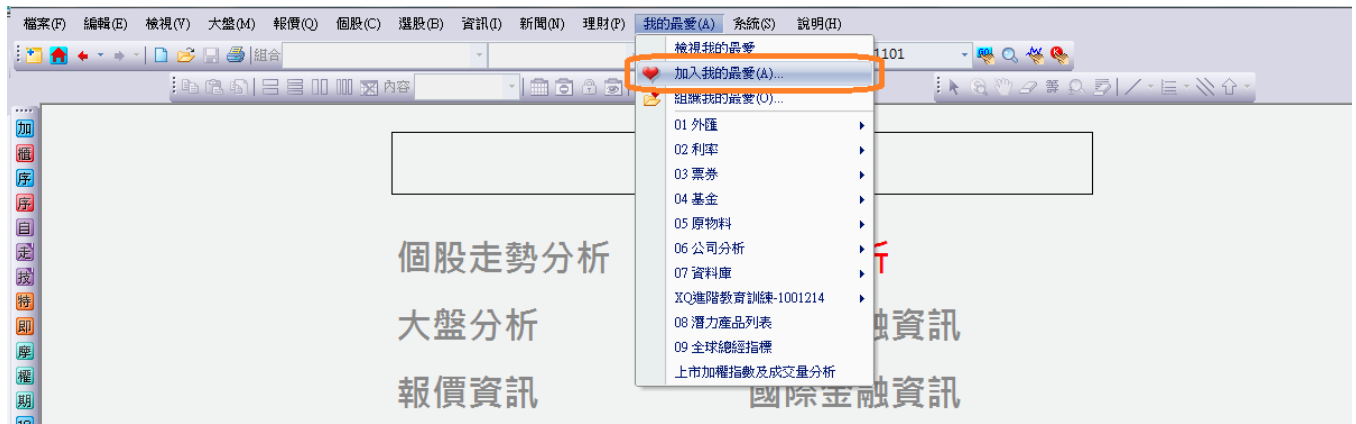 檔案(F) 編輯(E) 檢視(V) 大盤(M) 報價(Q) 個股(C) 選股(B) 資訊(I) 新聞(N) 理財(P) 我的最愛(A) 系統(S) 說明(H)
組合 1101
內容
檢視我的最愛
加入我的最愛(A)...
組織我的最愛(O)...
01 外匯
02 利率
03 票券
04 基金
05 原物料
06 公司分析
07 資料庫
XQ進階教育訓練-1001214
08 潛力產品列表
09 全球總經指標
上市加權指數及成交量分析
加
櫃
序
序
自
走
技
特
即
摩
權
期
個股走勢分析 析
大盤分析 融資訊
報價資訊 國際金融資訊